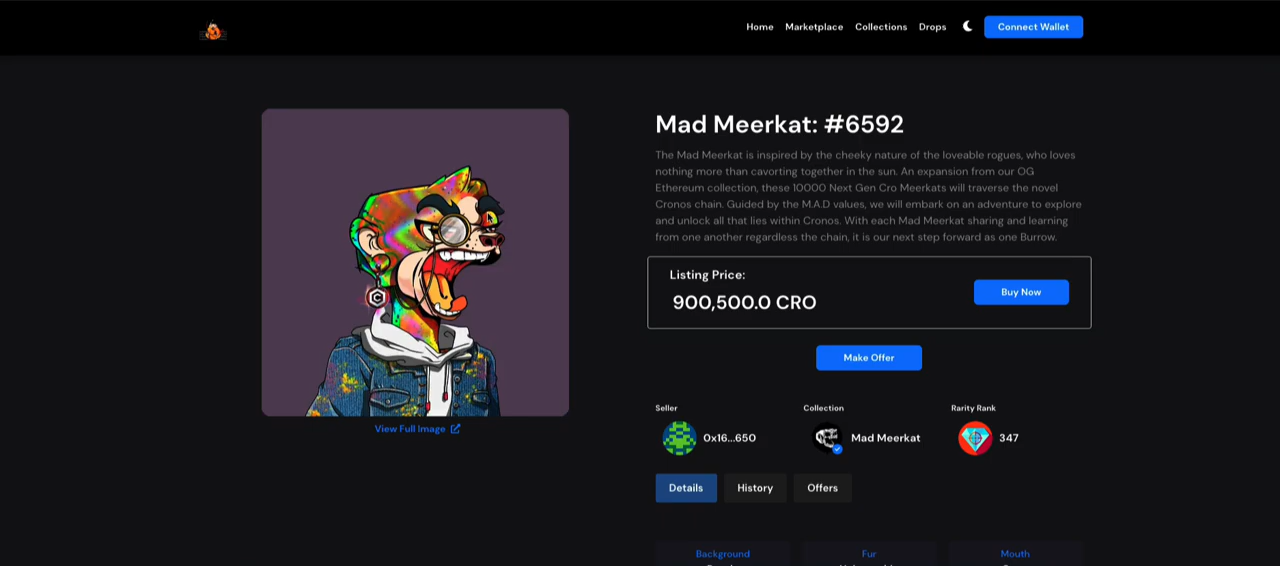 Home Marketplace Collections Drops Connect Wallet
Mad Meerkat: #6592
The Mad Meerkat is inspired by the cheeky nature of the loveable rogues, who loves
nothing more than cavorting together in the sun. An expansion from our OG
Ethereum collection, these 10000 Next Gen Cro Meerkats will traverse the novel
Cronos chain. Guided by the M.A.D values, we will embark on an adventure to explore
and unlock all that lies within Cronos. With each Mad Meerkat sharing and learning
from one another regardless the chain, it is our next step forward as one Burrow.
Listing Price:
900,500.0 CRO
Buy Now
Make Offer
View Full Image
Seller Collection Rarity Rank
0x16...650 Mad Meerkat 347
Details History Offers
Background Fur Mouth